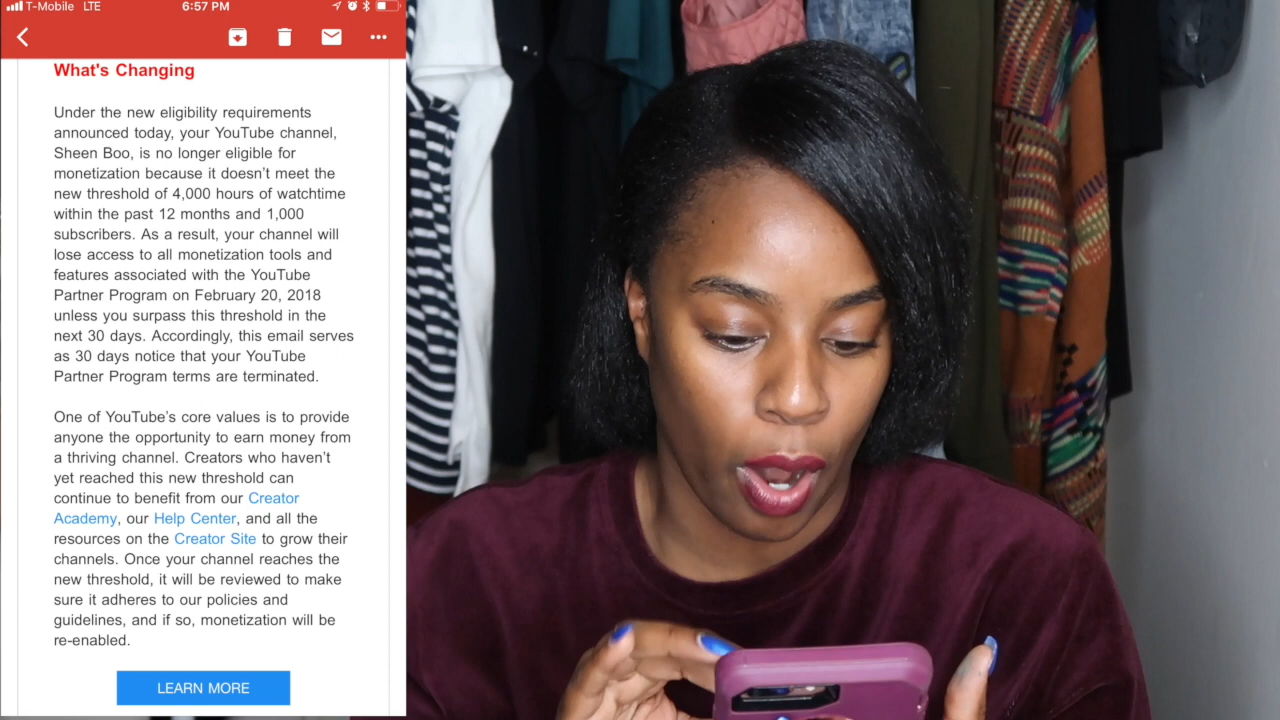 T-Mobile LTE 6:57 PM
What's Changing
Under the new eligibility requirements
announced today, your YouTube channel,
Sheen Boo, is no longer eligible for
monetization because it doesn’t meet the
new threshold of 4,000 hours of watchtime
within the past 12 months and 1,000
subscribers. As a result, your channel will
lose access to all monetization tools and
features associated with the YouTube
Partner Program on February 20, 2018
unless you surpass this threshold in the
next 30 days. Accordingly, this email serves
as 30 days notice that your YouTube
Partner Program terms are terminated.
One of YouTube’s core values is to provide
anyone the opportunity to earn money from
a thriving channel. Creators who haven’t
yet reached this new threshold can
continue to benefit from our Creator
Academy, our Help Center, and all the
resources on the Creator Site to grow their
channels. Once your channel reaches the
new threshold, it will be reviewed to make
sure it adheres to our policies and
guidelines, and if so, monetization will be
re-enabled.
LEARN MORE